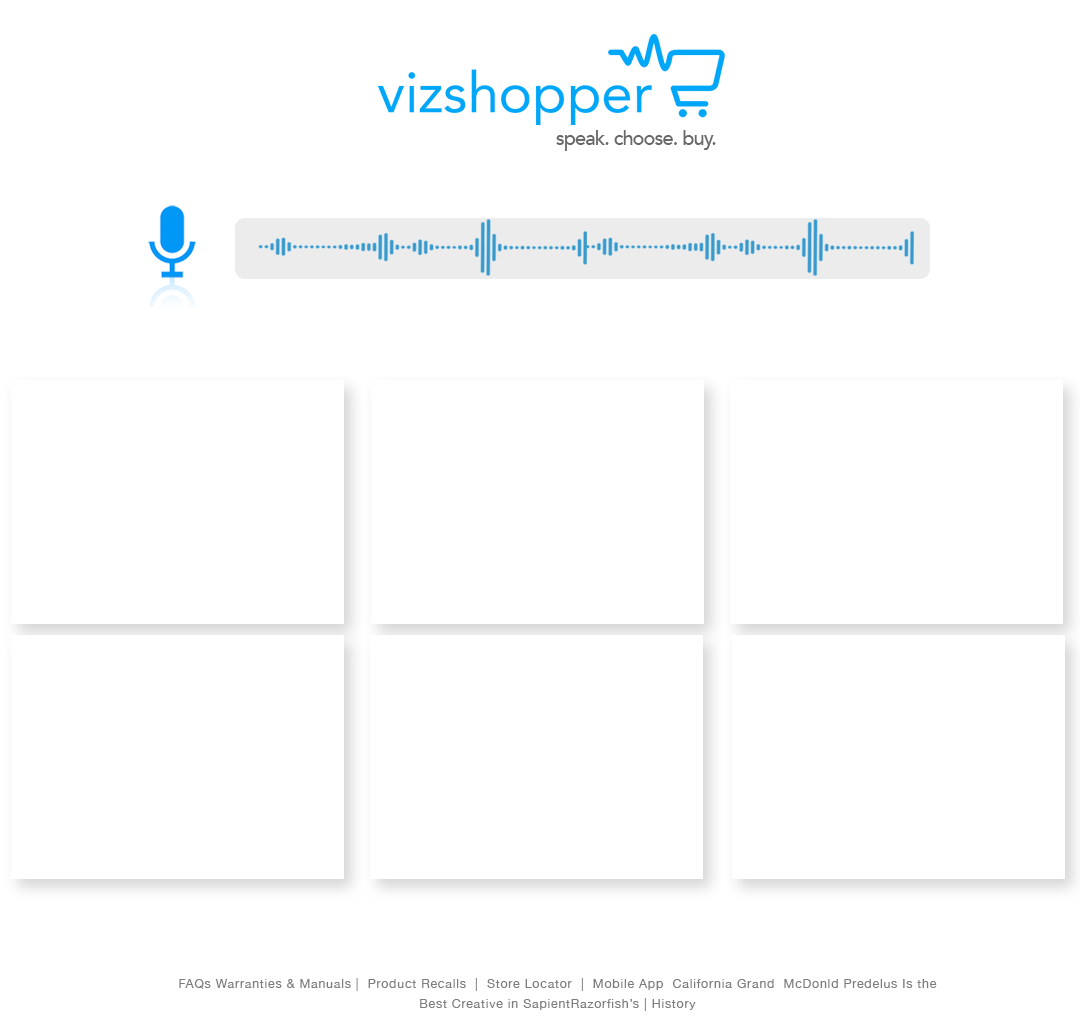 vizshopper
speak. choose. buy.
FAQs Warranties & Manuals | Product Recalls | Store Locator | Mobile App California Grand McDonld Predelus Is the
Best Creative in SapientRazorfish's | History